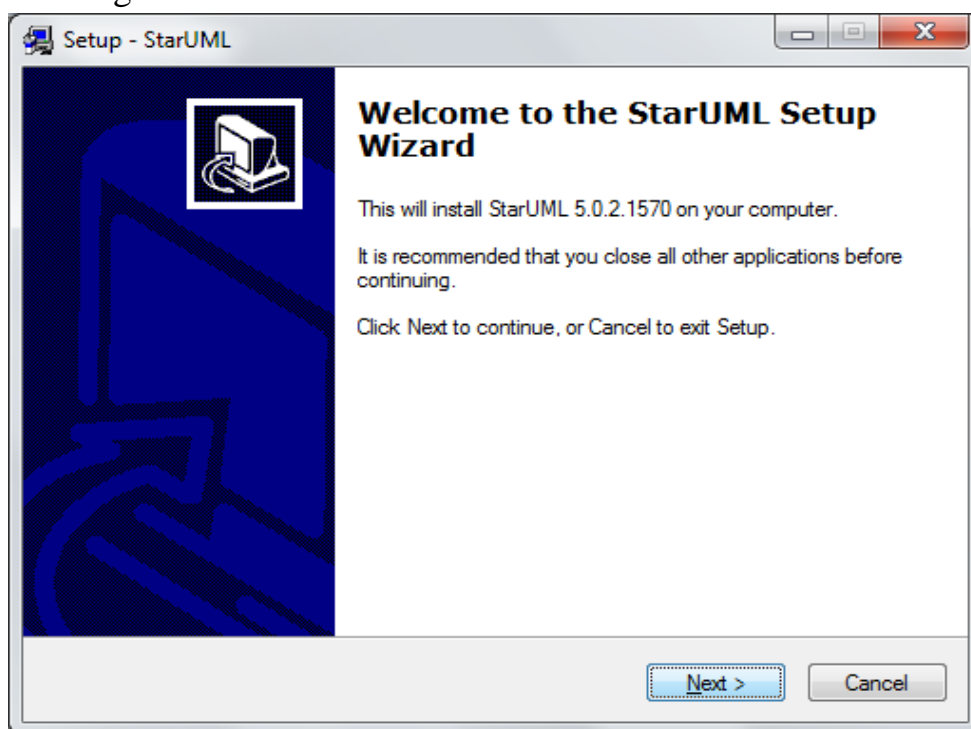 Setup - StarUML
Welcome to the StarUML Setup
Wizard
This will install StarUML 5.0.2.1570 on your computer.
It is recommended that you close all other applications before
continuing.
Click Next to continue, or Cancel to exit Setup.
Next >
Cancel